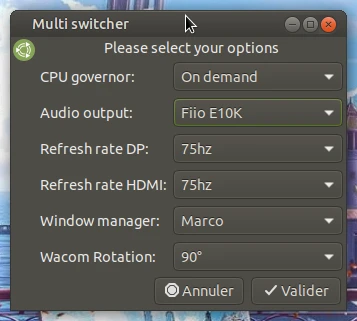 Multi switcher
Please select your options
CPU governor: On demand
Audio output: Fiio E10K
Refresh rate DP: 75hz
Refresh rate HDMI: 75hz
Window manager: Marco
Wacom Rotation: 90°
Annuler Valider